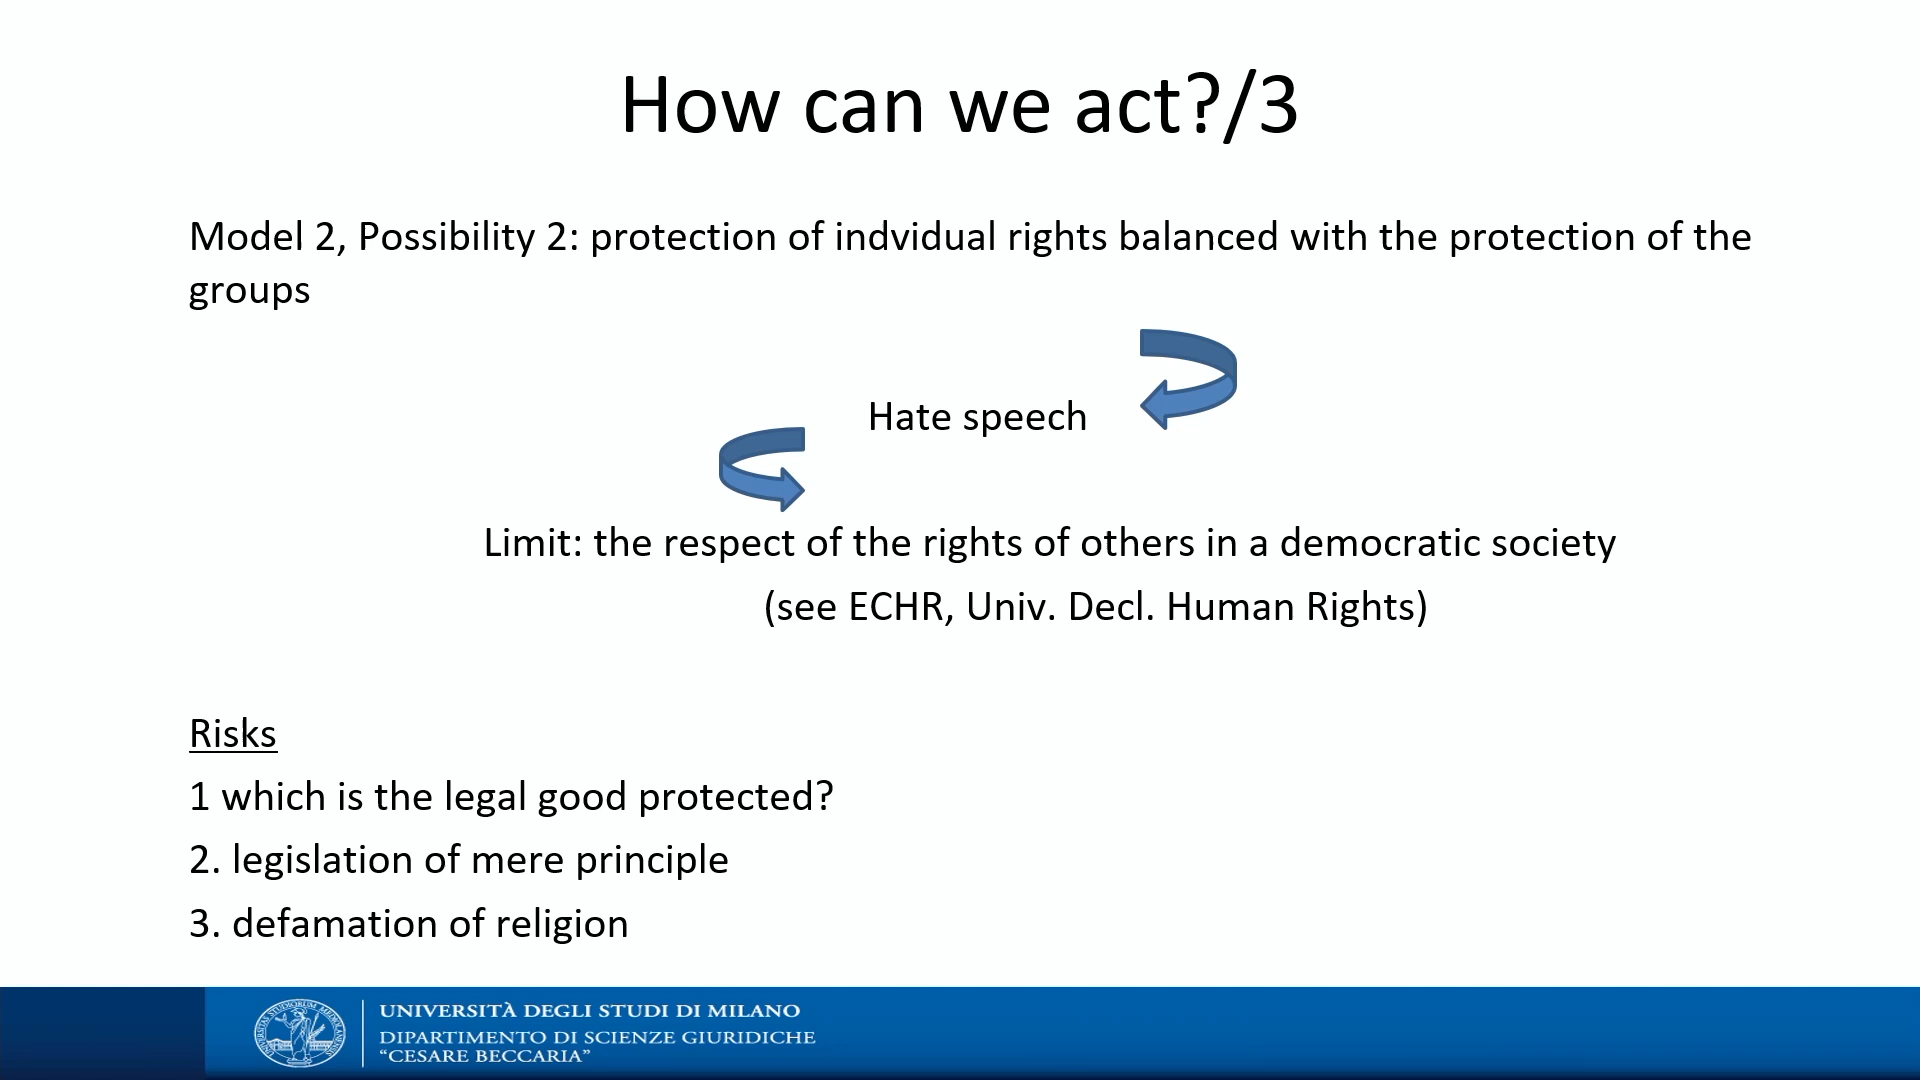 How can we act?/3
Model 2, Possibility 2: protection of indvidual rights balanced with the protection of the
groups
Hate speech
Limit: the respect of the rights of others in a democratic society
(see ECHR, Univ. Decl. Human Rights)
Risks
1 which is the legal good protected?
2. legislation of mere principle
3. defamation of religion
UNIVERSITÀ DEGLI STUDI DI MILANO
DIPARTIMENTO DI SCIENZE GIURIDICHE
"CESARE BECCARIA"